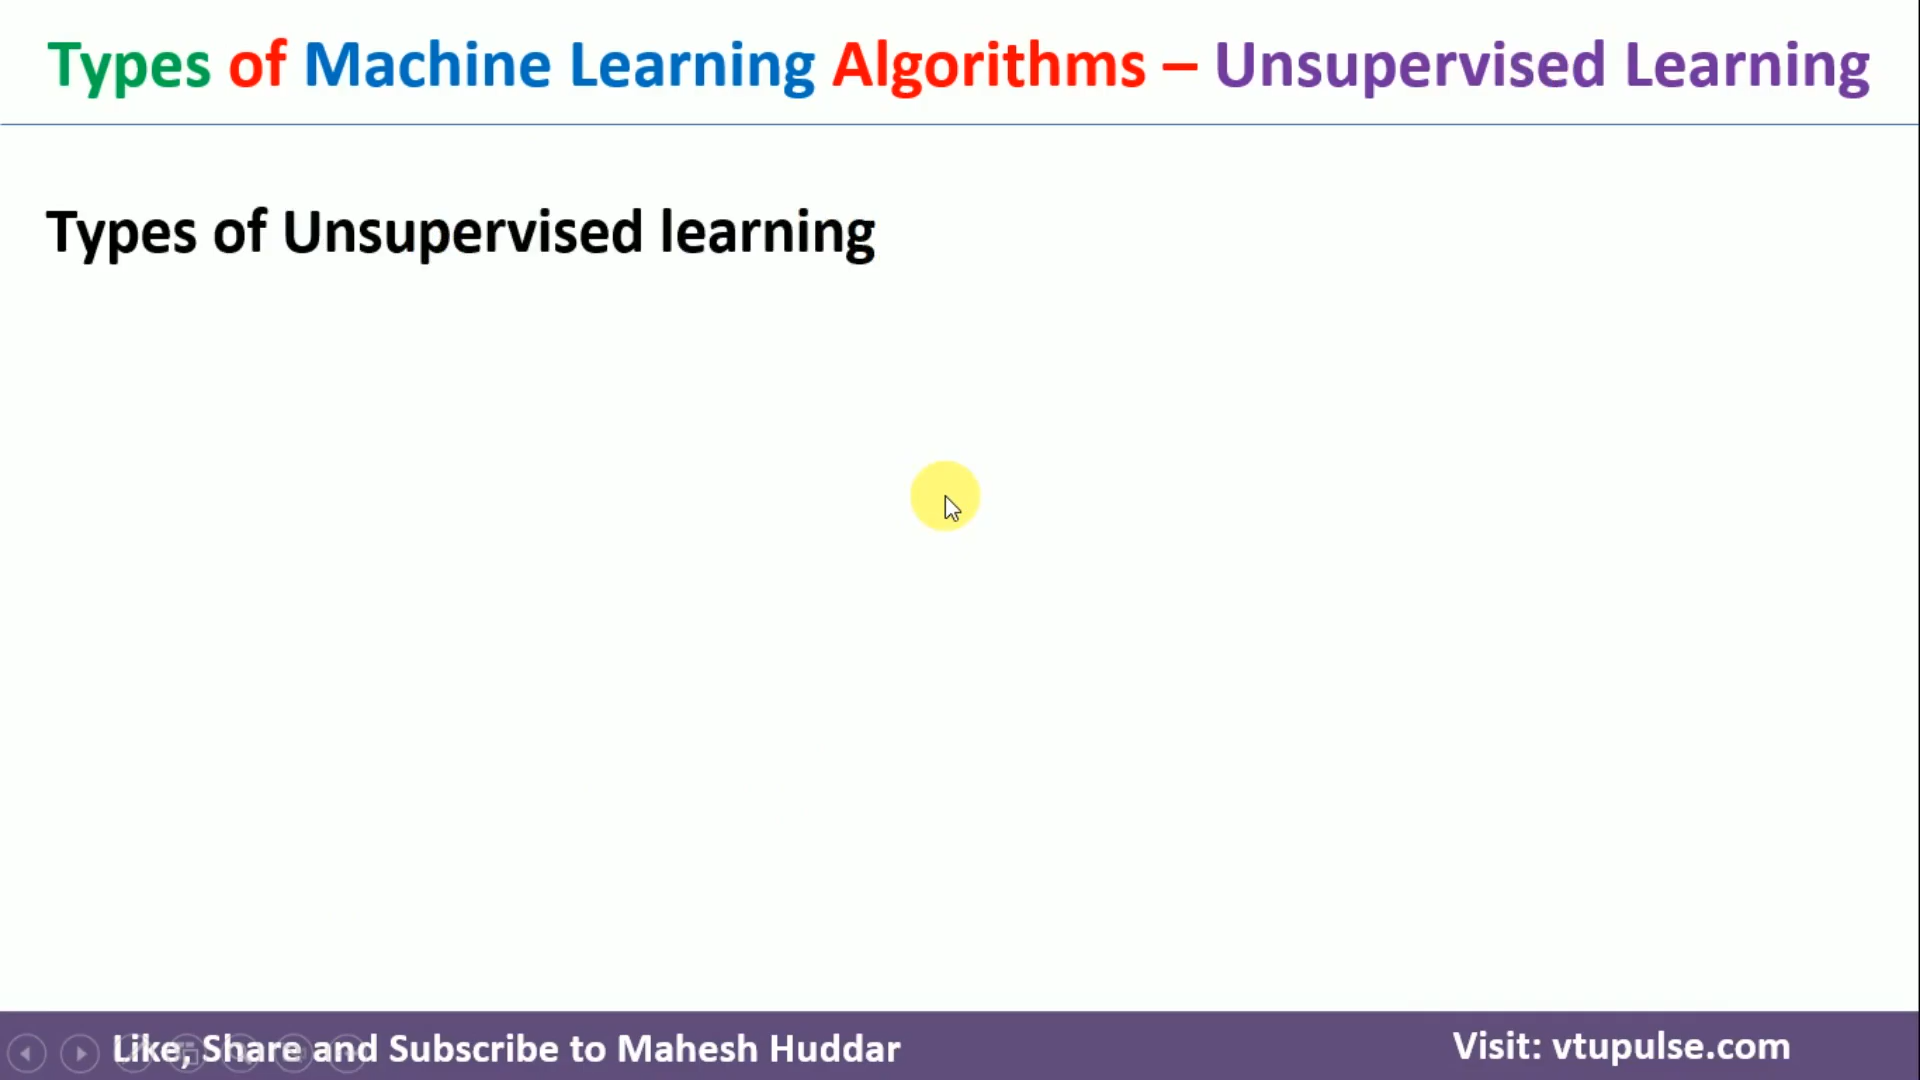 Types of Machine Learning Algorithms – Unsupervised Learning
Types of Unsupervised learning
Like, Share and Subscribe to Mahesh Huddar
Visit: vtupulse.com